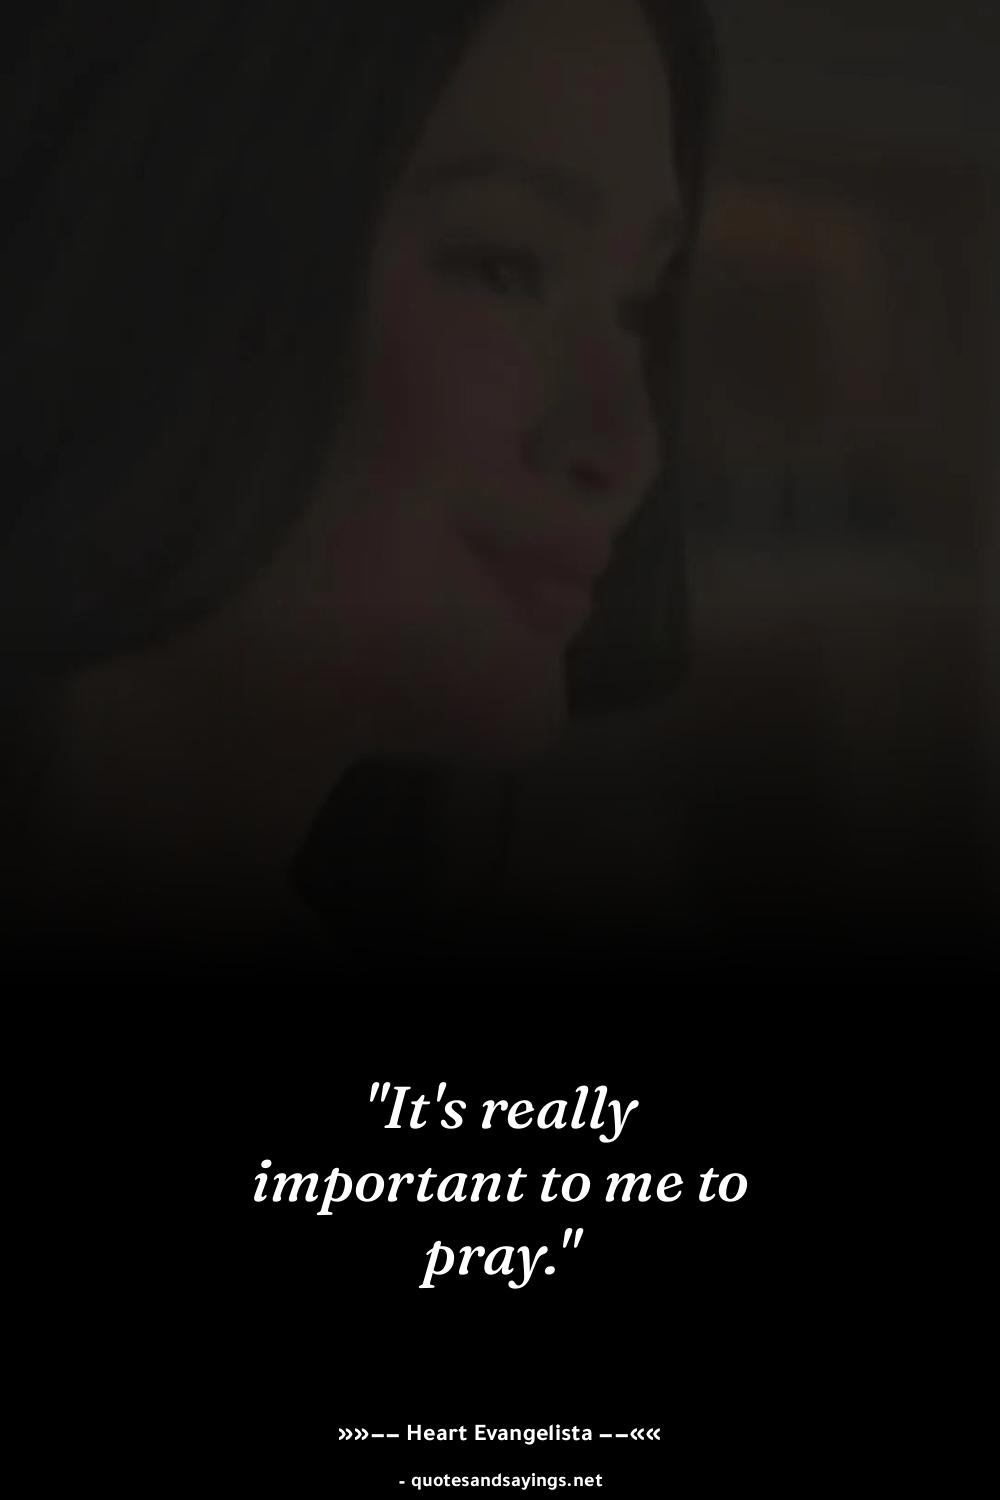 "It's really
important to me to
pray."
»»−− Heart Evangelista −−««
- quotesandsayings.net